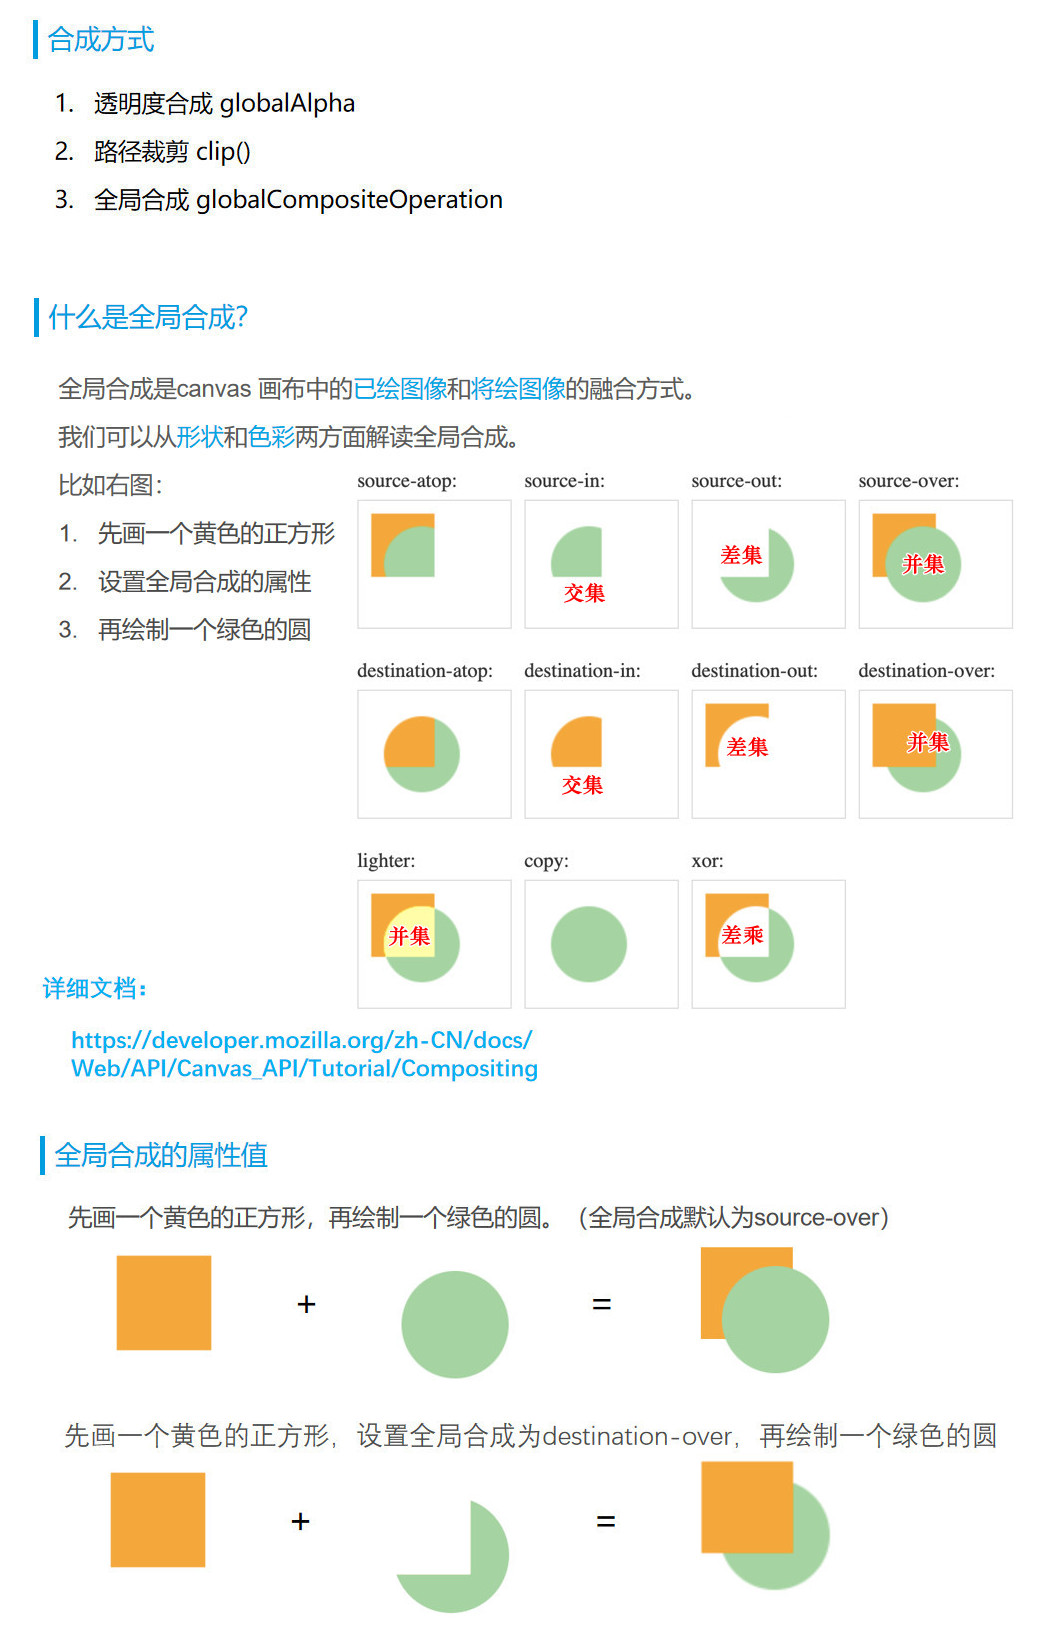 合成方式
1. 透明度合成 globalAlpha
2. 路径裁剪 clip()
3. 全局合成 globalCompositeOperation
什么是全局合成?
全局合成是canvas 画布中的已绘图像和将绘图像的融合方式。
我们可以从形状和色彩两方面解读全局合成。
比如右图：
1. 先画一个黄色的正方形
2. 设置全局合成的属性
3. 再绘制一个绿色的圆
source-atop: source-in: source-out: source-over:
交集 差集 并集
destination-atop: destination-in: destination-out: destination-over:
交集 差集 并集
lighter: copy: xor:
并集 差乘
详细文档：
https://developer.mozilla.org/zh-CN/docs/
Web/API/Canvas_API/Tutorial/Compositing
全局合成的属性值
先画一个黄色的正方形，再绘制一个绿色的圆。（全局合成默认为source-over）
+ =
先画一个黄色的正方形，设置全局合成为destination-over，再绘制一个绿色的圆
+ =